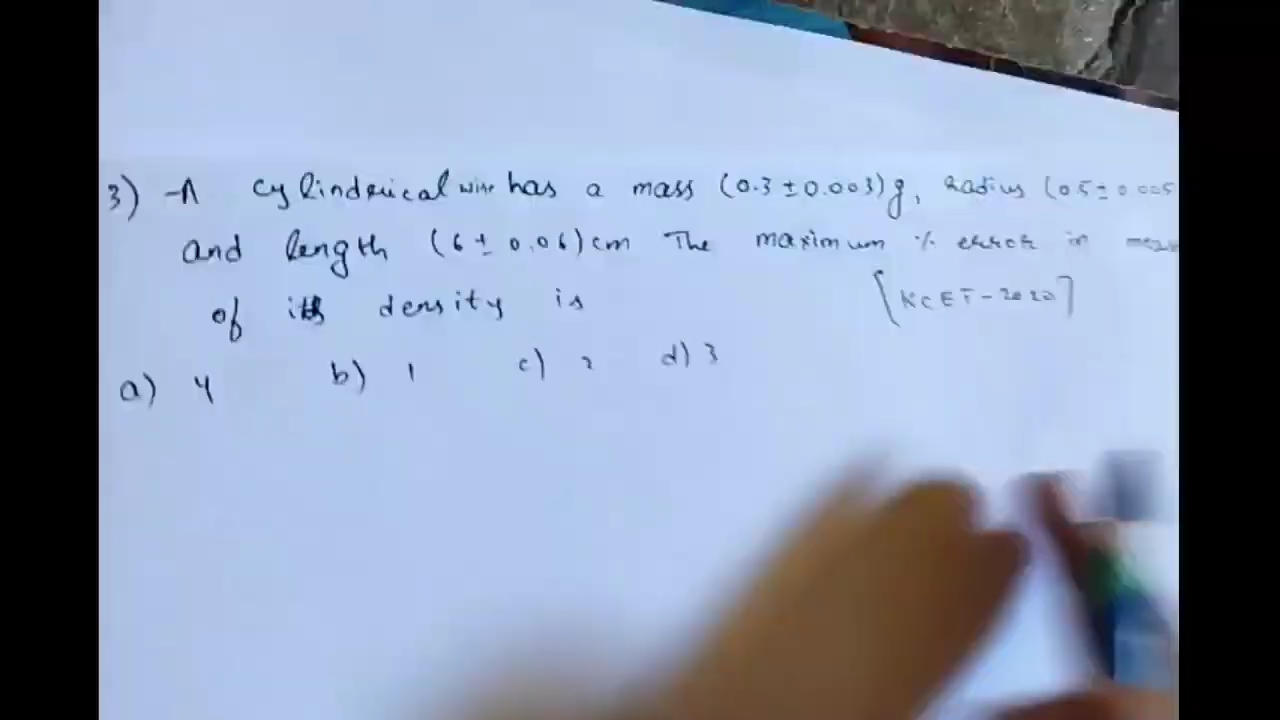 3) A cylindrical wire has a mass (0.3 ± 0.003)g, radius (0.5 ± 0.005
and length (6 ± 0.06)cm The maximum % error in
of its density is
[KCET-2020]
a) 4 b) 1 c) 2 d) 3